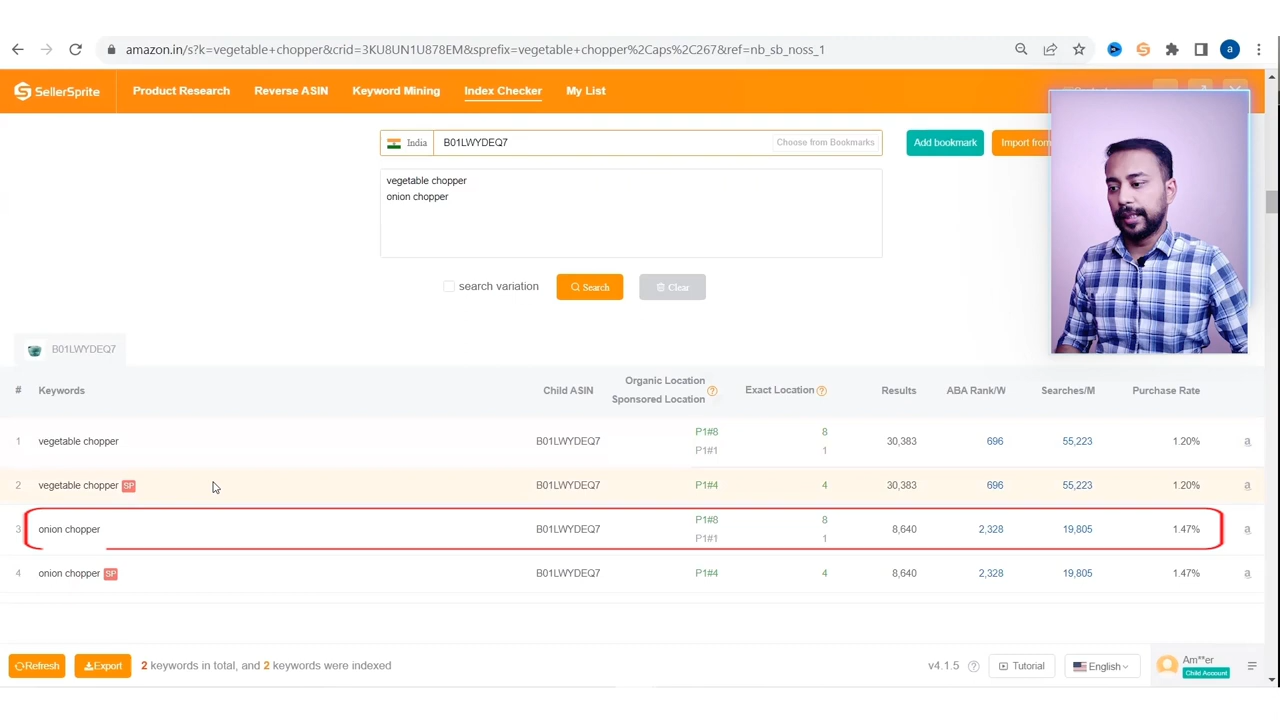 amazon.in/s?k=vegetable+chopper&crid=3KU8UN1U878EM&sprefix=vegetable+chopper%2Caps%2C267&ref=nb_sb_noss_1
a
SellerSprite
Product Research
Reverse ASIN
Keyword Mining
Index Checker
My List
India
B01LWYDEQ7
Choose from Bookmarks
Add bookmark
Import from
vegetable chopper
onion chopper
search variation
Search
Clear
B01LWYDEQ7
# Keywords Child ASIN Organic Location Sponsored Location Exact Location Results ABA Rank/W Searches/M Purchase Rate
1 vegetable chopper B01LWYDEQ7 P1#8 8 30,383 696 55,223 1.20% a
P1#1 1
2 vegetable chopper SP B01LWYDEQ7 P1#4 4 30,383 696 55,223 1.20% a
3 onion chopper B01LWYDEQ7 P1#8 8 8,640 2,328 19,805 1.47% a
P1#1 1
4 onion chopper SP B01LWYDEQ7 P1#4 4 8,640 2,328 19,805 1.47% a
Refresh
Export
2 keywords in total, and 2 keywords were indexed
v4.1.5
Tutorial
English
Am**er
Child Account